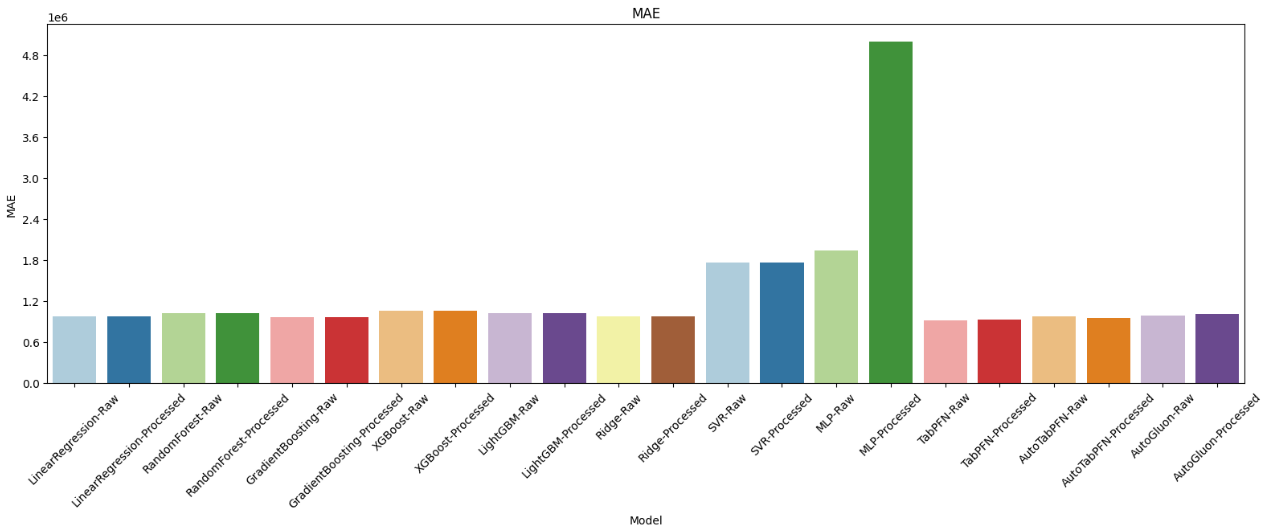 MAE
1e6
4.8
4.2
3.6
3.0
2.4
1.8
1.2
0.6
0.0
MAE
LinearRegression-Raw
LinearRegression-Processed
RandomForest-Raw
RandomForest-Processed
GradientBoosting-Raw
GradientBoosting-Processed
XGBoost-Raw
XGBoost-Processed
LightGBM-Raw
LightGBM-Processed
Ridge-Raw
Ridge-Processed
SVR-Raw
SVR-Processed
MLP-Raw
MLP-Processed
TabPFN-Raw
TabPFN-Processed
AutoTabPFN-Raw
AutoTabPFN-Processed
AutoGluon-Raw
AutoGluon-Processed
Model